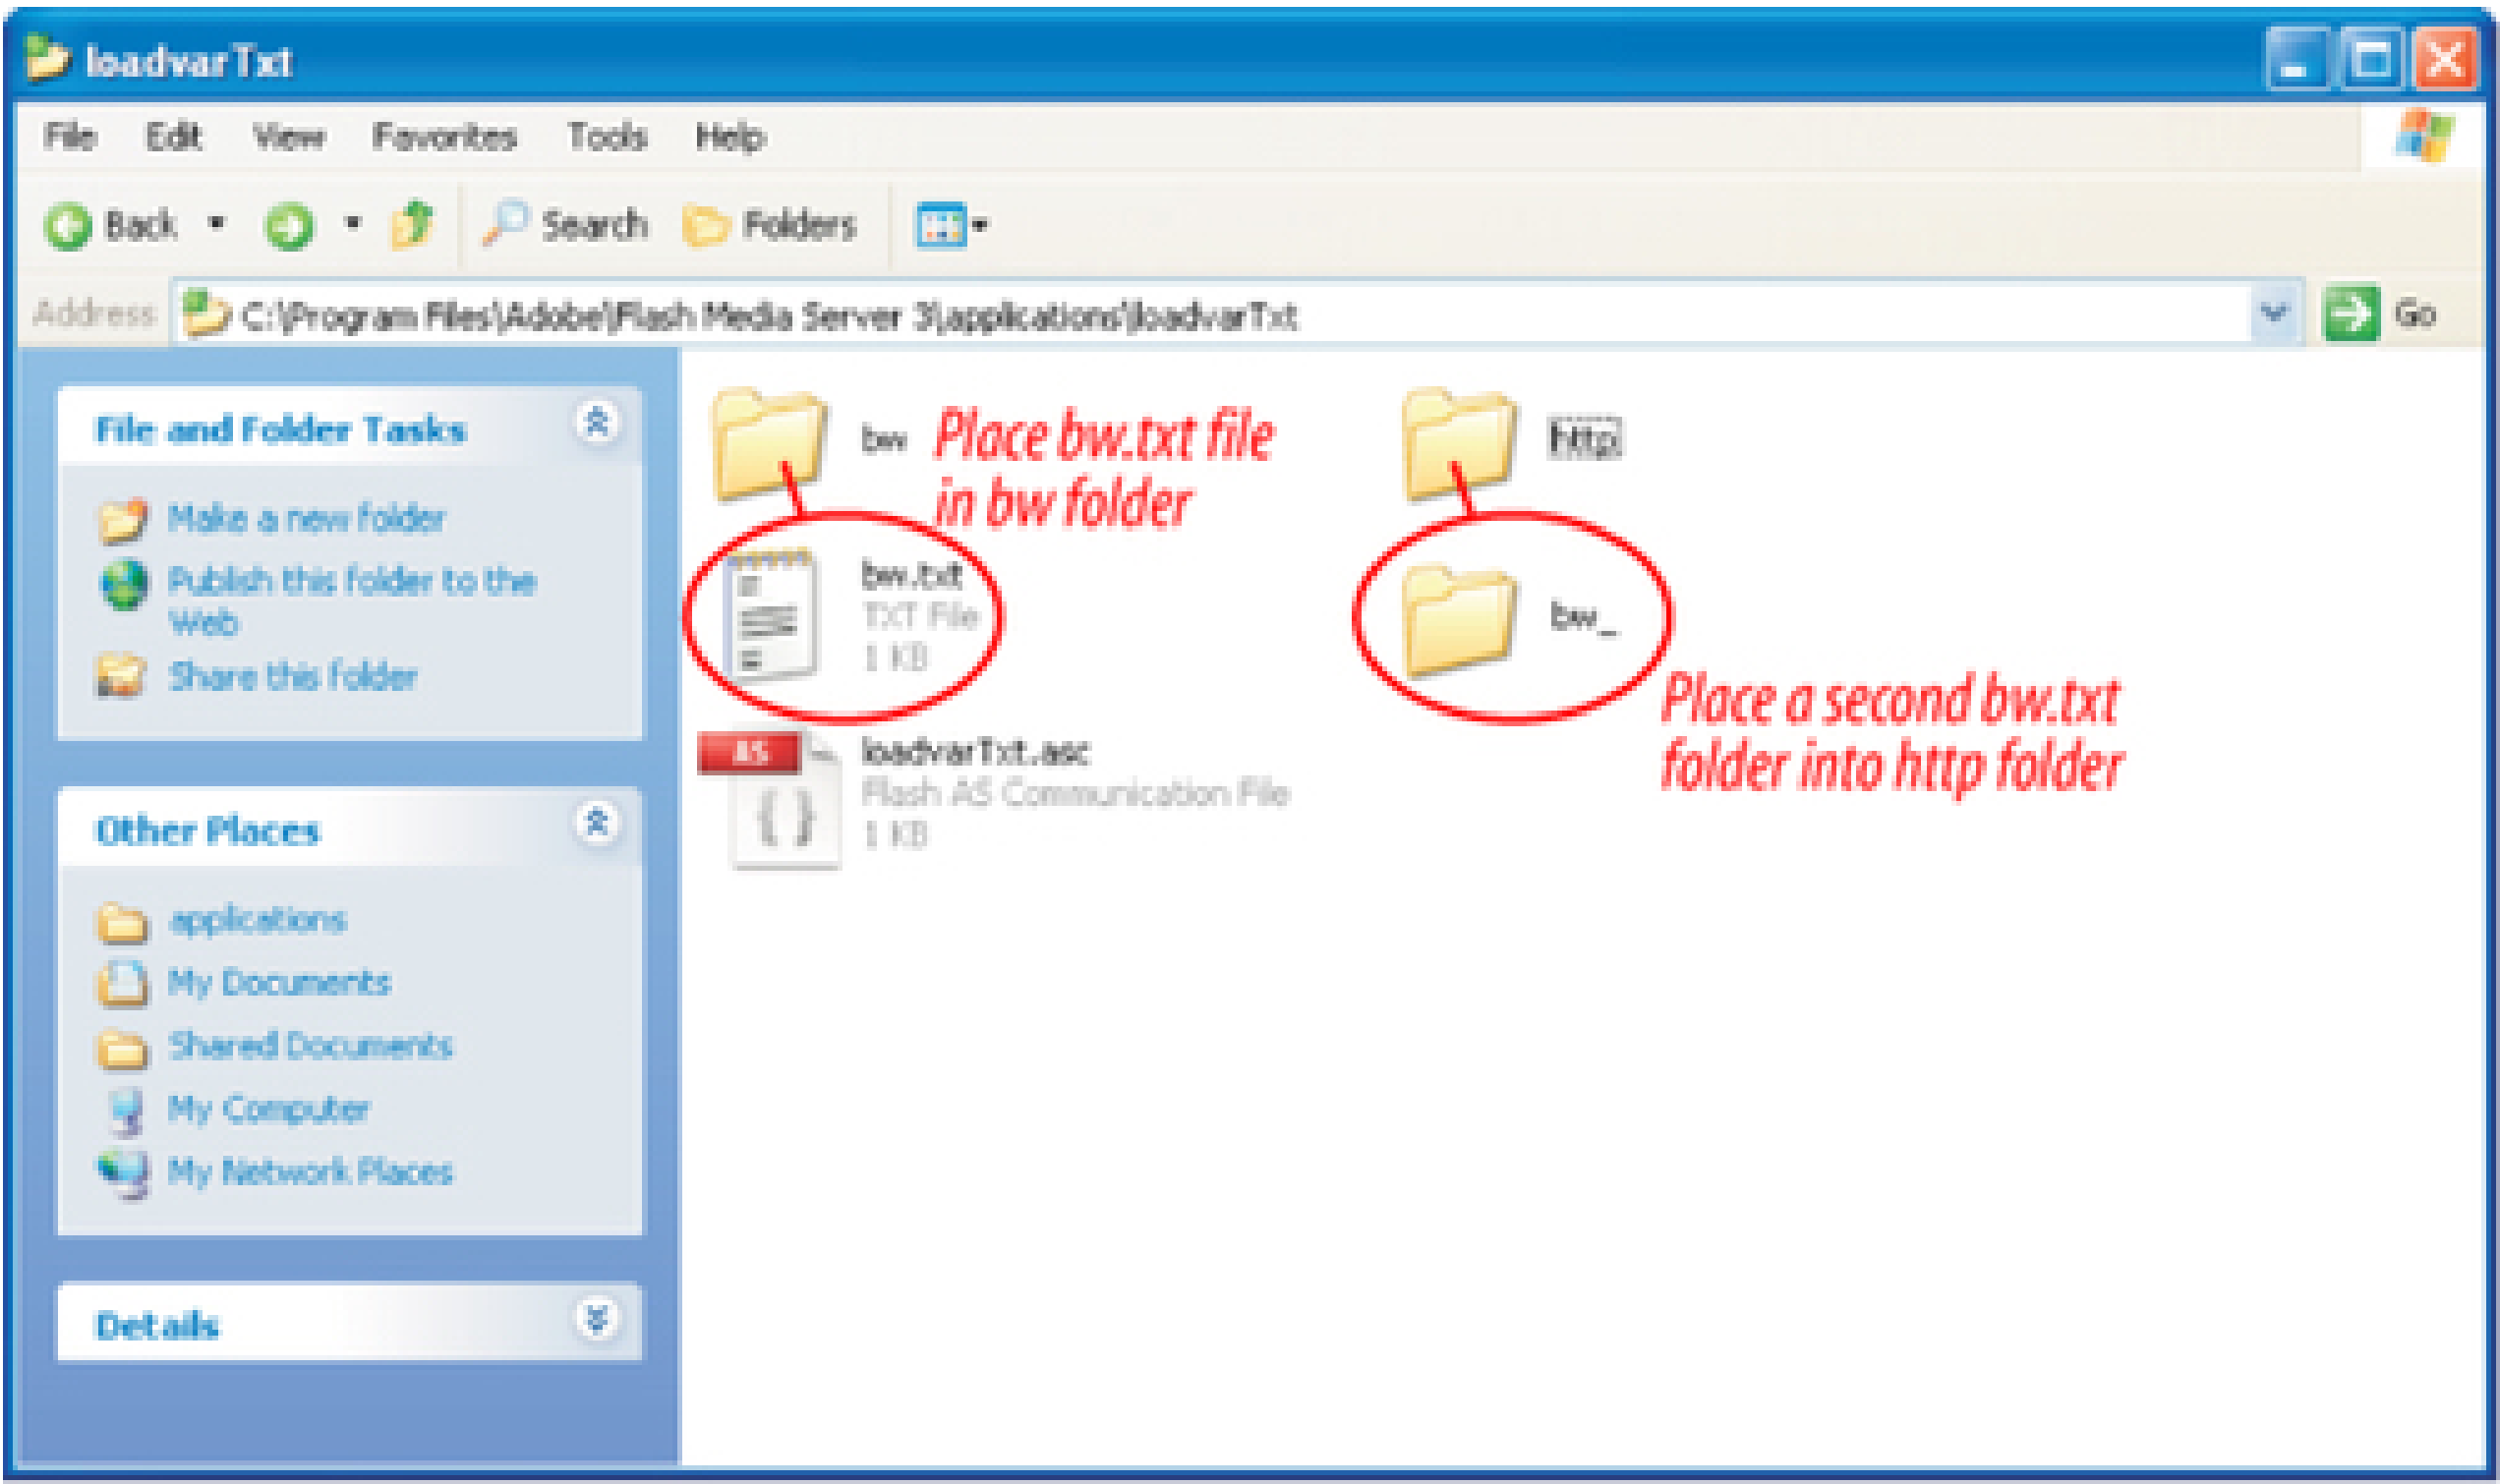 loadvarTxt
File Edit View Favorites Tools Help
Back Search Folders
Address C:\Program Files\Adobe\Flash Media Server 3\applications\loadvarTxt Go
File and Folder Tasks
Make a new folder
Publish this folder to the
Web
Share this folder
Other Places
applications
My Documents
Shared Documents
My Computer
My Network Places
Details
bw
Place bw.txt file
in bw folder
bw.txt
TXT File
1 KB
AS
loadvarTxt.asc
Flash AS Communication File
1 KB
http
bw_
Place a second bw.txt
folder into http folder